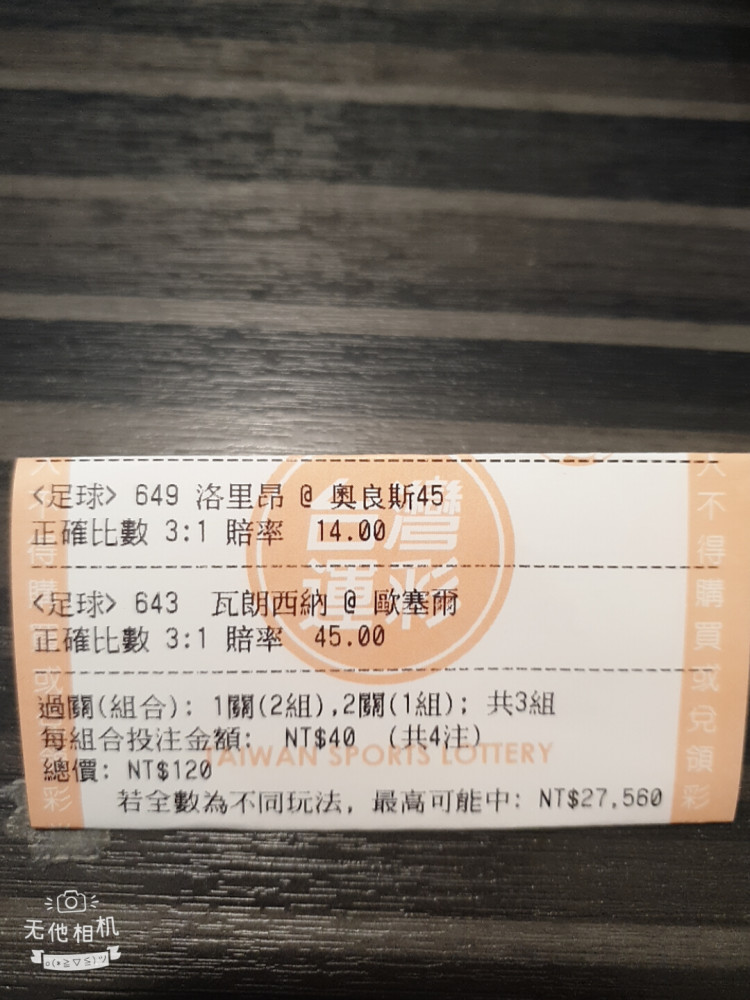 <足球> 649 洛里昂 @ 奧良斯45
正確比數 3:1 賠率 14.00
<足球> 643 瓦朗西納 @ 歐塞爾
正確比數 3:1 賠率 45.00
過關(組合): 1關(2組),2關(1組); 共3組
每組合投注金額: NT$40 (共4注)
總價: NT$120
若全數為不同玩法, 最高可能中: NT$27,560
台灣
運彩
TAIWAN SPORTS LOTTERY
人不得購買或兌領彩
无他相机